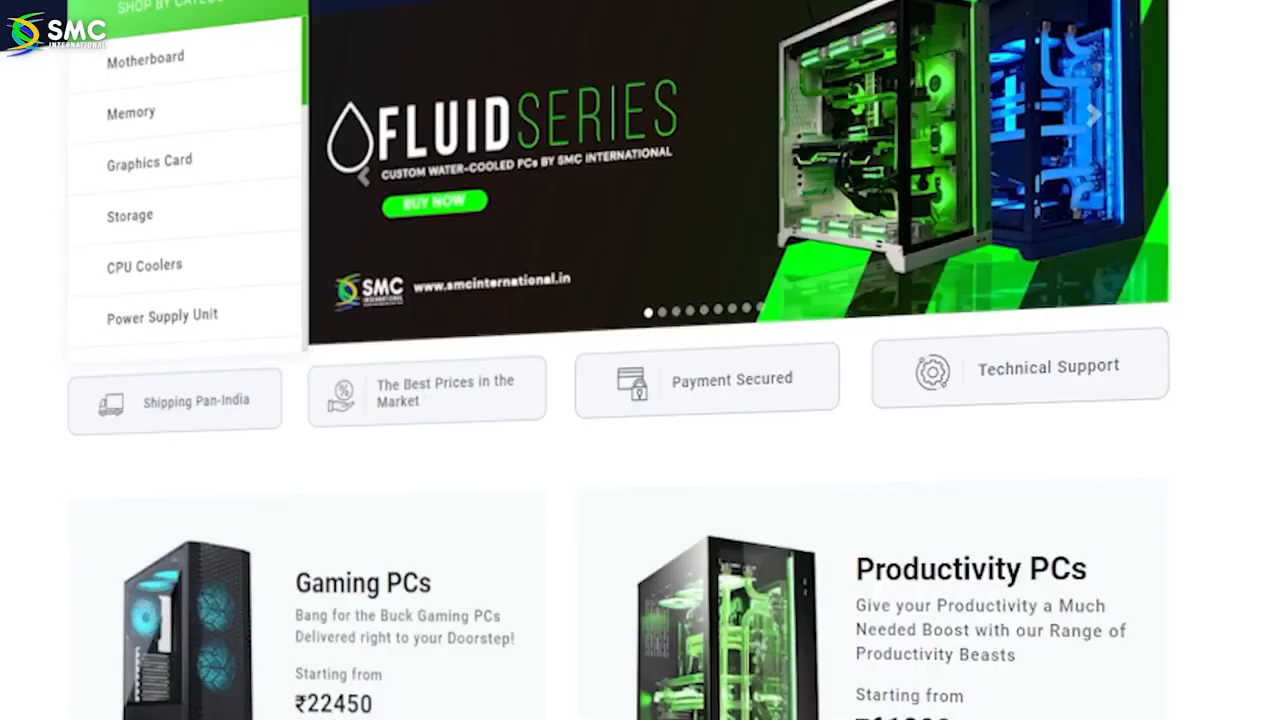 SHOP BY
SMC
INTERNATIONAL
Motherboard
Memory
Graphics Card
Storage
CPU Coolers
Power Supply Unit
FLUIDSERIES
CUSTOM WATER-COOLED PCs BY SMC INTERNATIONAL
BUY NOW
SMC
INTERNATIONAL
www.smcinternational.in
Shipping Pan-India
The Best Prices in the
Market
Payment Secured
Technical Support
Gaming PCs
Bang for the Buck Gaming PCs
Delivered right to your Doorstep!
Starting from
₹22450
Productivity PCs
Give your Productivity a Much
Needed Boost with our Range of
Productivity Beasts
Starting from